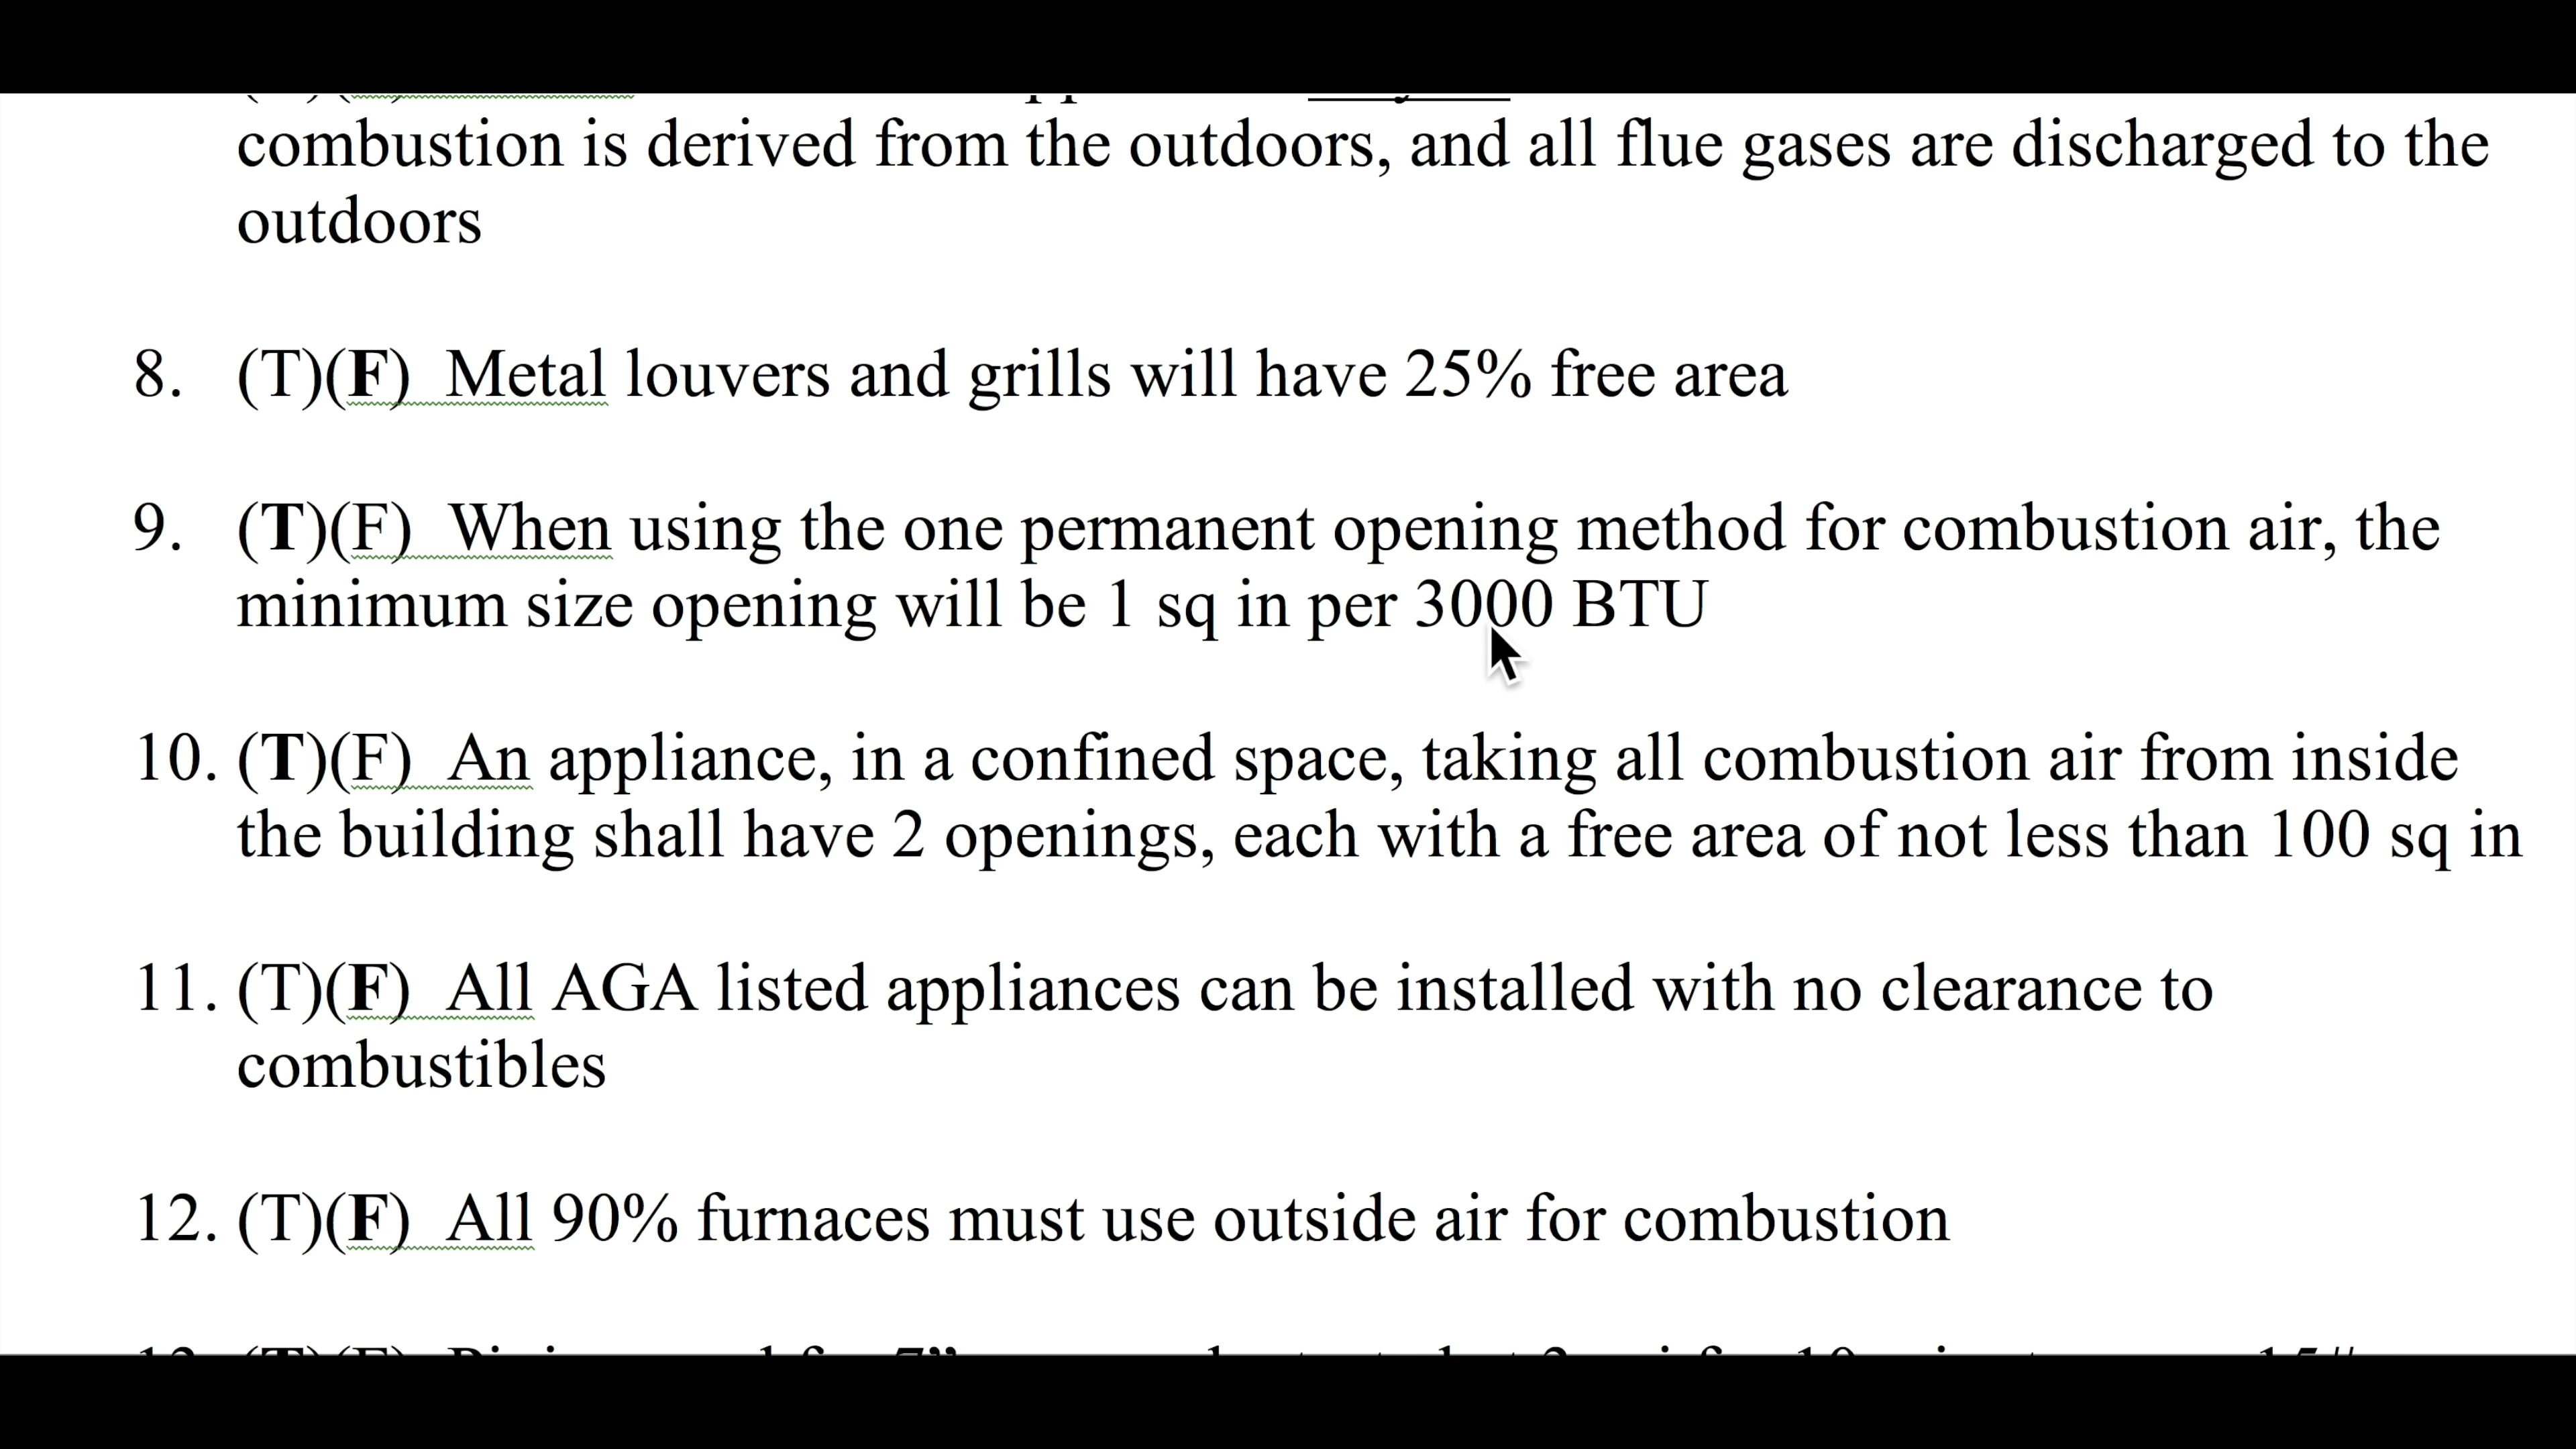 combustion is derived from the outdoors, and all flue gases are discharged to the
outdoors
8. (T)(F) Metal louvers and grills will have 25% free area
9. (T)(F) When using the one permanent opening method for combustion air, the
minimum size opening will be 1 sq in per 3000 BTU
10. (T)(F) An appliance, in a confined space, taking all combustion air from inside
the building shall have 2 openings, each with a free area of not less than 100 sq in
11. (T)(F) All AGA listed appliances can be installed with no clearance to
combustibles
12. (T)(F) All 90% furnaces must use outside air for combustion